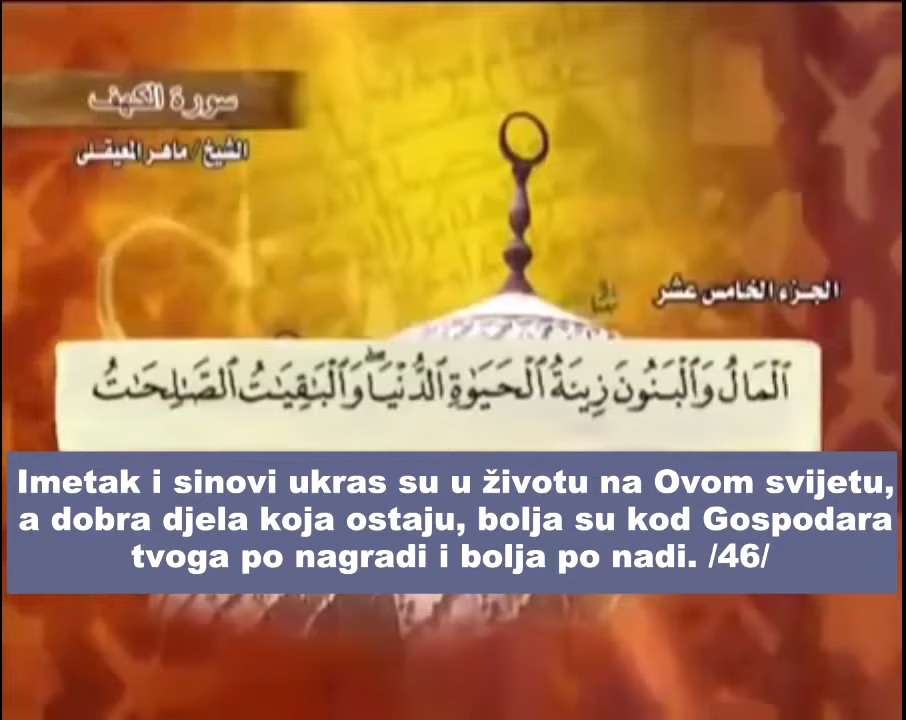 سورة الكهف
الشيخ / ماهر المعيقلى
الجزء الخامس عشر
ٱلْمَالُ وَٱلْبَنُونَ زِينَةُ ٱلْحَيَوٰةِ ٱلدُّنْيَا ۖ وَٱلْبَٰقِيَٰتُ ٱلصَّٰلِحَٰتُ
Imetak i sinovi ukras su u životu na Ovom svijetu,
a dobra djela koja ostaju, bolja su kod Gospodara
tvoga po nagradi i bolja po nadi. /46/